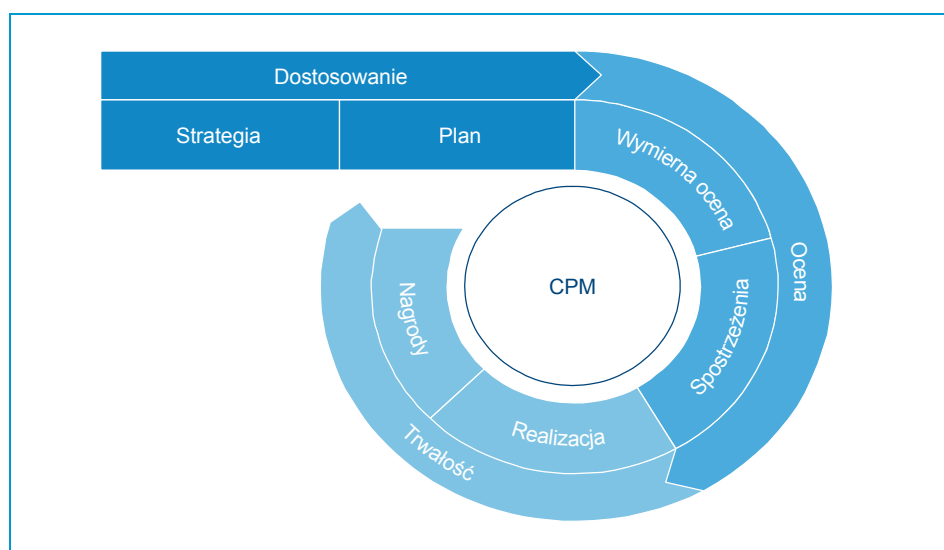 Dostosowanie
Strategia
Plan
Wymierna ocena
Ocena
CPM
Spostrzeżenia
Nagrody
Realizacja
Trwałość